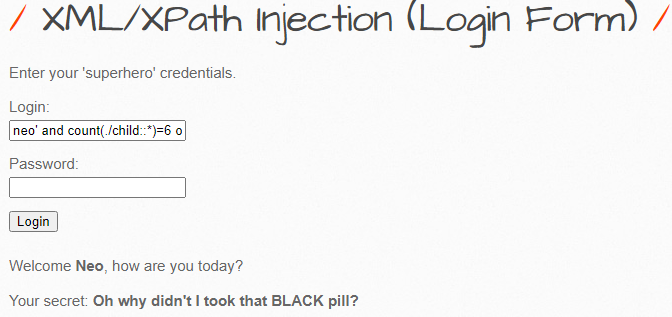 / XML/XPath Injection (Login Form) /
Enter your 'superhero' credentials.
Login:
neo' and count(./child::*)=6 o
Password:
Login
Welcome Neo, how are you today?
Your secret: Oh why didn't I took that BLACK pill?